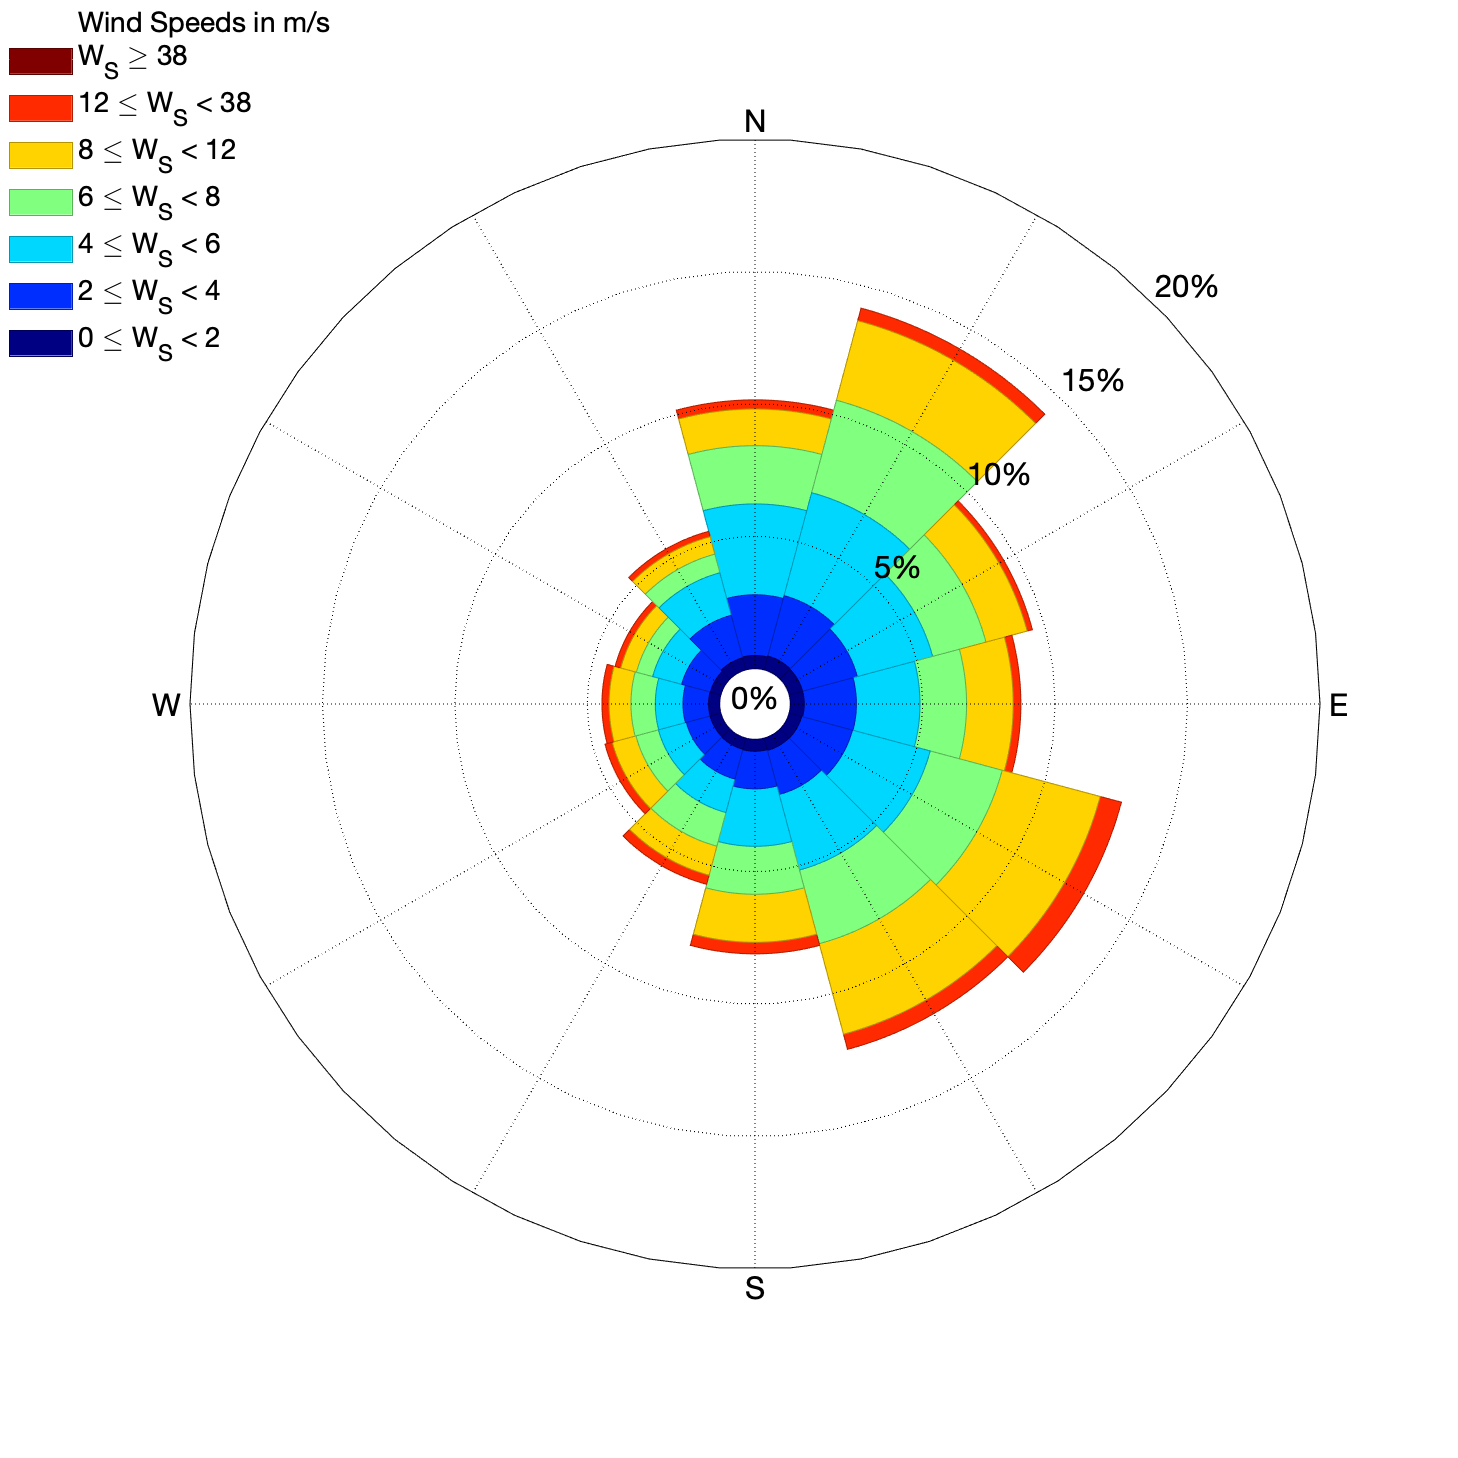 Wind Speeds in m/s
W_S ≥ 38
12 ≤ W_S < 38
8 ≤ W_S < 12
6 ≤ W_S < 8
4 ≤ W_S < 6
2 ≤ W_S < 4
0 ≤ W_S < 2
N
20%
15%
10%
5%
0%
W
E
S